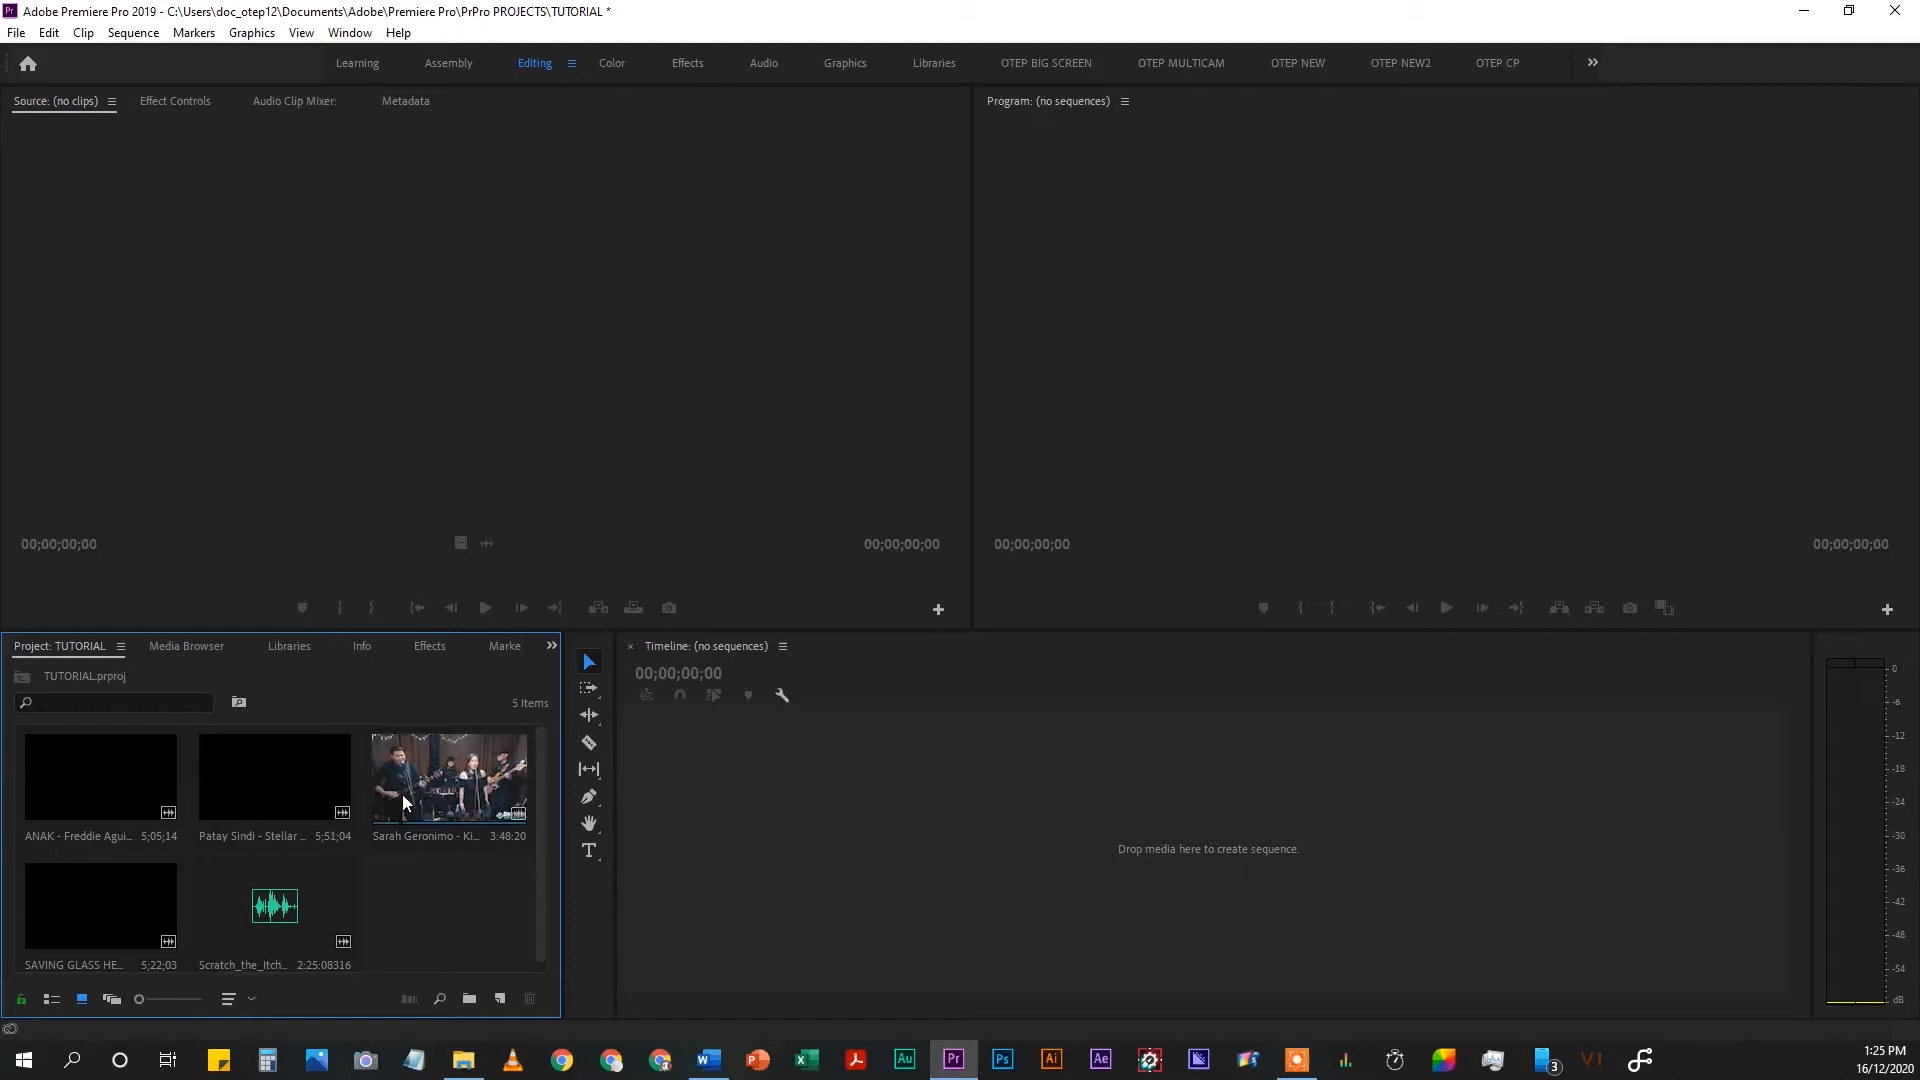 Adobe Premiere Pro 2019 - C:\Users\doc_otep12\Documents\Adobe\Premiere Pro\PrPro PROJECTS\TUTORIAL *
File Edit Clip Sequence Markers Graphics View Window Help
Learning Assembly Editing Color Effects Audio Graphics Libraries OTEP BIG SCREEN OTEP MULTICAM OTEP NEW OTEP NEW2 OTEP CP
Source: (no clips) Effect Controls Audio Clip Mixer: Metadata
Program: (no sequences)
00;00;00;00 00;00;00;00
00;00;00;00 00;00;00;00
Project: TUTORIAL Media Browser Libraries Info Effects Marke
TUTORIAL.prproj
5 Items
ANAK - Freddie Agui... 5;05;14
Patay Sindi - Stellar ... 5;51;04
Sarah Geronimo - Ki... 3:48:20
SAVING GLASS HE... 5;22;03
Scratch_the_Itch... 2:25:08316
Timeline: (no sequences)
00;00;00;00
Drop media here to create sequence.
0
-6
-12
-18
-24
-30
-36
-42
-48
-54
dB
Au Pr Ps Ai Ae
3
1:25 PM
16/12/2020